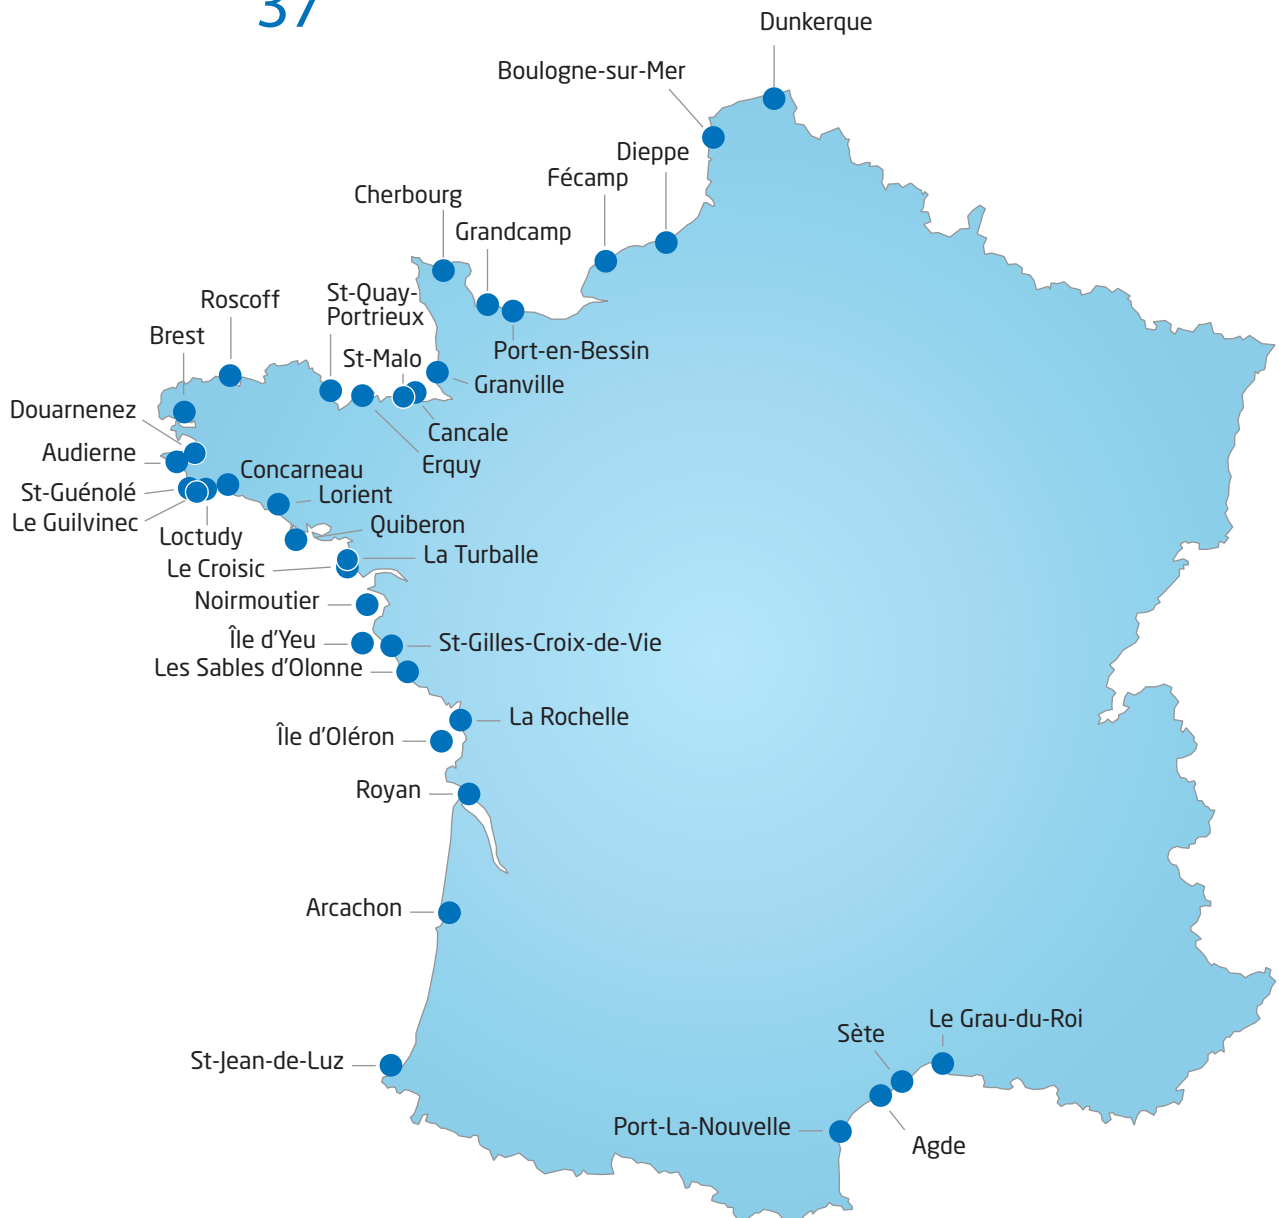 37
Dunkerque
Boulogne-sur-Mer
Dieppe
Fécamp
Cherbourg
Grandcamp
St-Quay-
Portrieux
Roscoff
Brest
St-Malo
Port-en-Bessin
Granville
Douarnenez
Cancale
Audierne
Erquy
Concarneau
St-Guénolé
Lorient
Le Guilvinec
Quiberon
Loctudy
La Turballe
Le Croisic
Noirmoutier
Île d'Yeu
St-Gilles-Croix-de-Vie
Les Sables d'Olonne
La Rochelle
Île d'Oléron
Royan
Arcachon
Le Grau-du-Roi
Sète
St-Jean-de-Luz
Port-La-Nouvelle
Agde